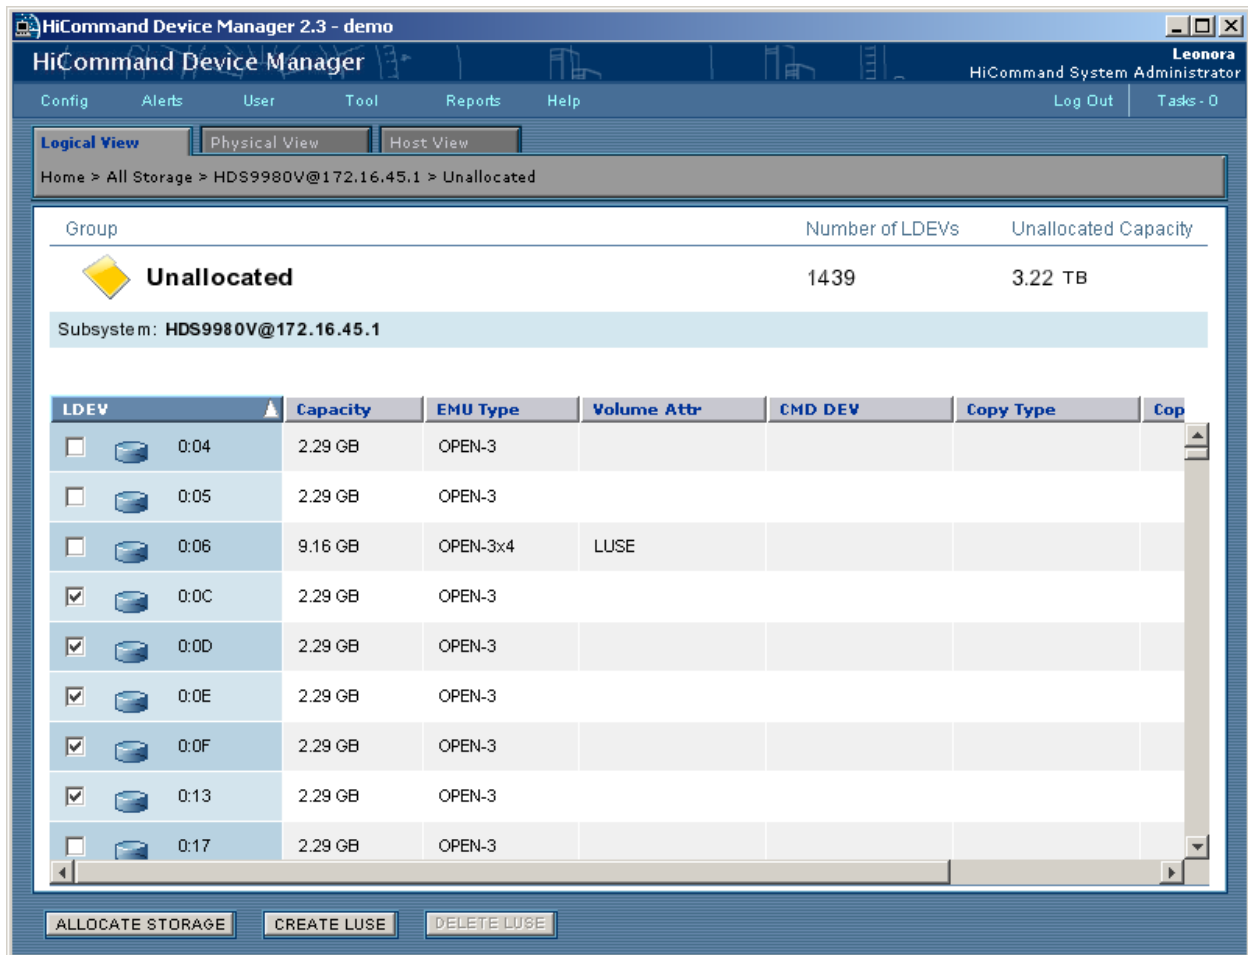 HiCommand Device Manager 2.3 - demo
HiCommand Device Manager
Leonora
HiCommand System Administrator
Config Alerts User Tool Reports Help Log Out Tasks - 0
Logical View Physical View Host View
Home > All Storage > HDS9980V@172.16.45.1 > Unallocated
Group Number of LDEVs Unallocated Capacity
Unallocated 1439 3.22 TB
Subsystem: HDS9980V@172.16.45.1
LDEV Capacity EMU Type Volume Attr CMD DEV Copy Type Cop
0:04 2.29 GB OPEN-3
0:05 2.29 GB OPEN-3
0:06 9.16 GB OPEN-3x4 LUSE
0:0C 2.29 GB OPEN-3
0:0D 2.29 GB OPEN-3
0:0E 2.29 GB OPEN-3
0:0F 2.29 GB OPEN-3
0:13 2.29 GB OPEN-3
0:17 2.29 GB OPEN-3
ALLOCATE STORAGE CREATE LUSE DELETE LUSE